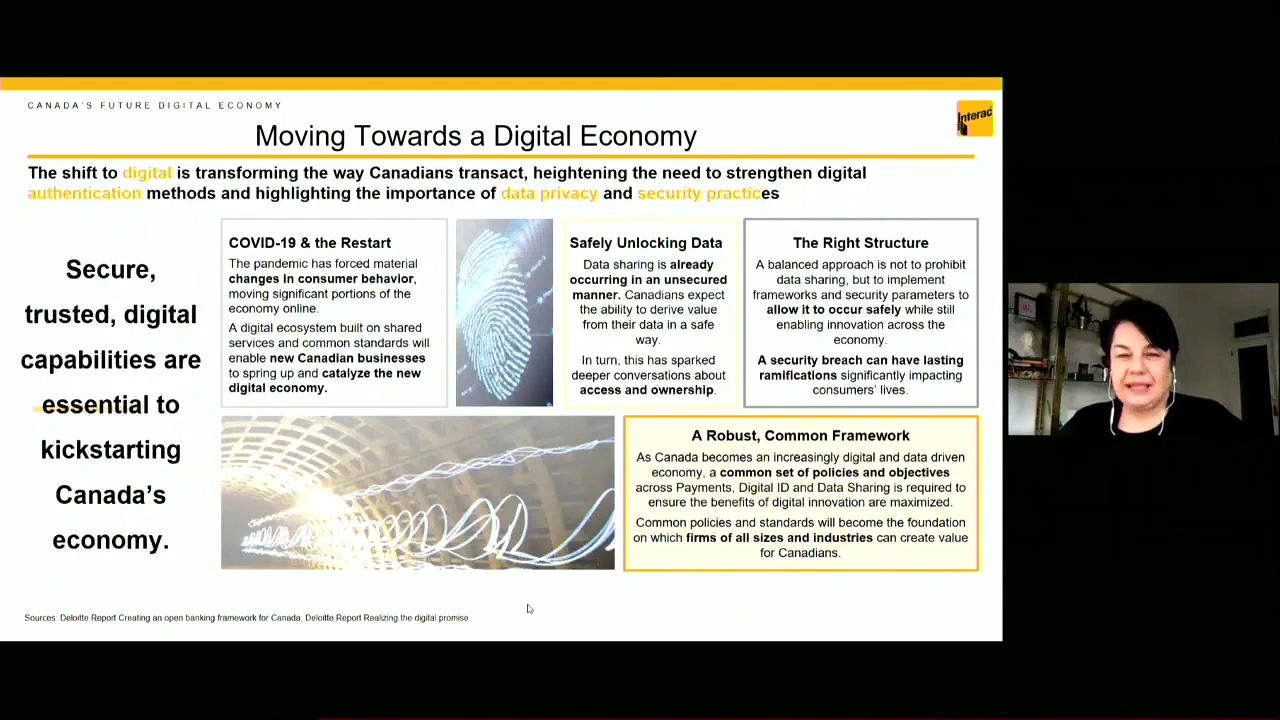 CANADA'S FUTURE DIGITAL ECONOMY
Interac
Moving Towards a Digital Economy
The shift to digital is transforming the way Canadians transact, heightening the need to strengthen digital
authentication methods and highlighting the importance of data privacy and security practices
Secure,
trusted, digital
capabilities are
essential to
kickstarting
Canada's
economy.
COVID-19 & the Restart
The pandemic has forced material
changes in consumer behavior,
moving significant portions of the
economy online.
A digital ecosystem built on shared
services and common standards will
enable new Canadian businesses
to spring up and catalyze the new
digital economy.
Safely Unlocking Data
Data sharing is already
occurring in an unsecured
manner. Canadians expect
the ability to derive value
from their data in a safe
way.
In turn, this has sparked
deeper conversations about
access and ownership.
The Right Structure
A balanced approach is not to prohibit
data sharing, but to implement
frameworks and security parameters to
allow it to occur safely while still
enabling innovation across the
economy.
A security breach can have lasting
ramifications significantly impacting
consumers' lives.
A Robust, Common Framework
As Canada becomes an increasingly digital and data driven
economy, a common set of policies and objectives
across Payments, Digital ID and Data Sharing is required to
ensure the benefits of digital innovation are maximized.
Common policies and standards will become the foundation
on which firms of all sizes and industries can create value
for Canadians.
Sources: Deloitte Report Creating an open banking framework for Canada, Deloitte Report Realizing the digital promise